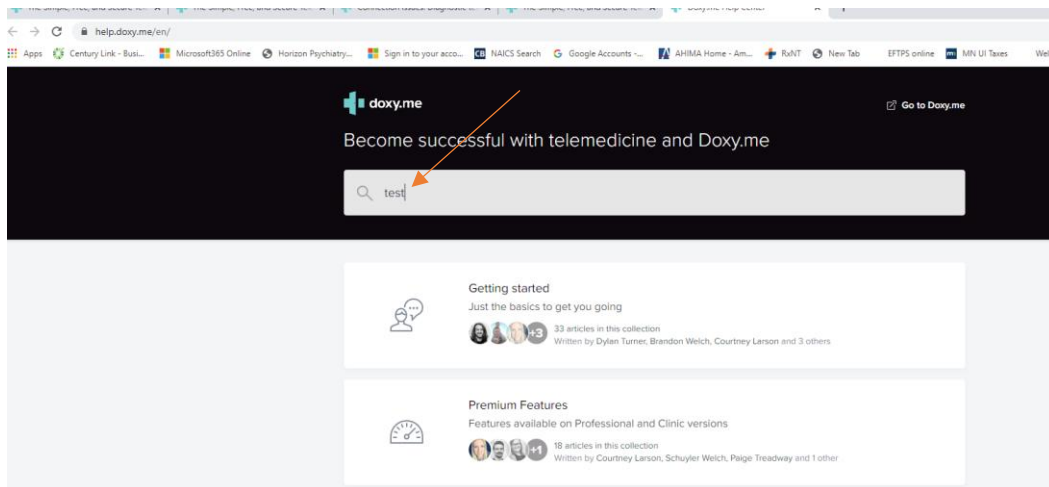 help.doxy.me/en/
Apps Century Link - Busi... Microsoft365 Online Horizon Psychiatry... Sign in to your acco... CB NAICS Search G Google Accounts -... AHIMA Home - Am... RxNT New Tab EFTPS online MN UI Taxes Wel
doxy.me
Go to Doxy.me
Become successful with telemedicine and Doxy.me
test
Getting started
Just the basics to get you going
+3
33 articles in this collection
Written by Dylan Turner, Brandon Welch, Courtney Larson and 3 others
Premium Features
Features available on Professional and Clinic versions
+1
18 articles in this collection
Written by Courtney Larson, Schuyler Welch, Paige Treadway and 1 other